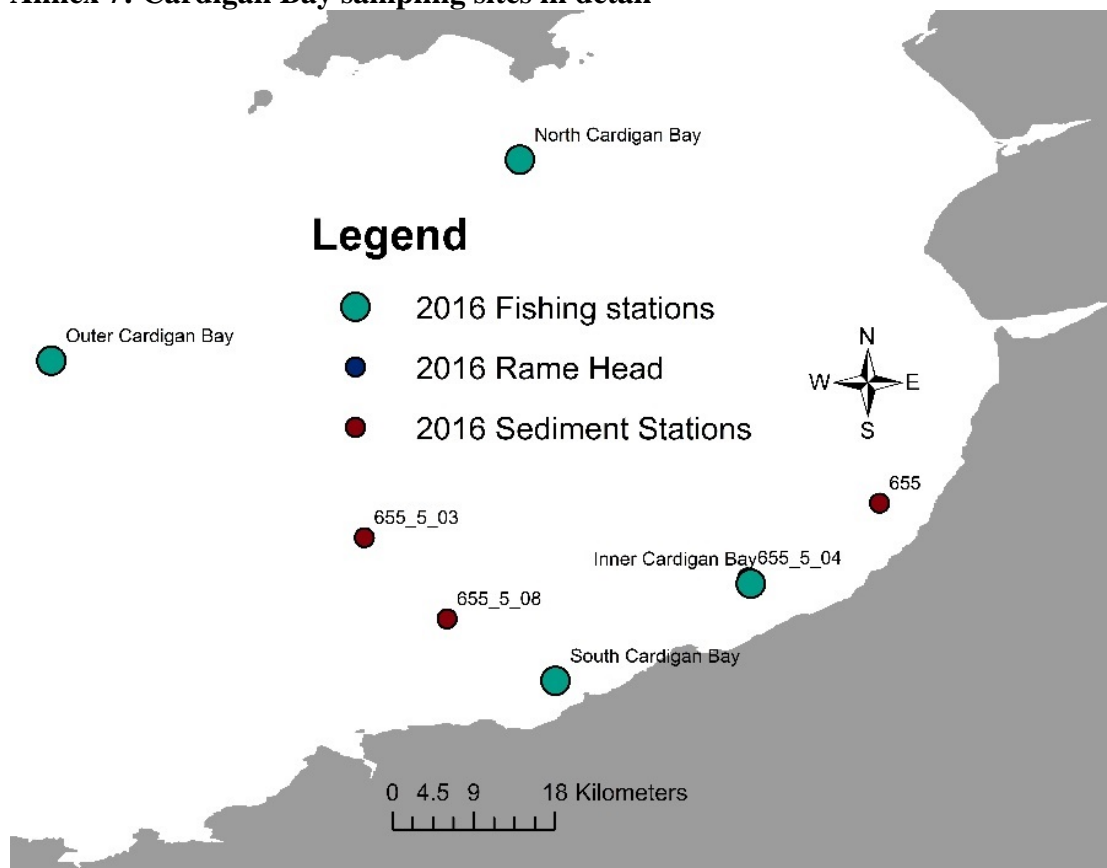 Annex 7: Cardigan Bay sampling sites in detail
North Cardigan Bay
Legend
2016 Fishing stations
Outer Cardigan Bay
N
2016 Rame Head
W E
S
2016 Sediment Stations
655
655_5_03
Inner Cardigan Bay 655_5_04
655_5_08
South Cardigan Bay
0 4.5 9 18 Kilometers